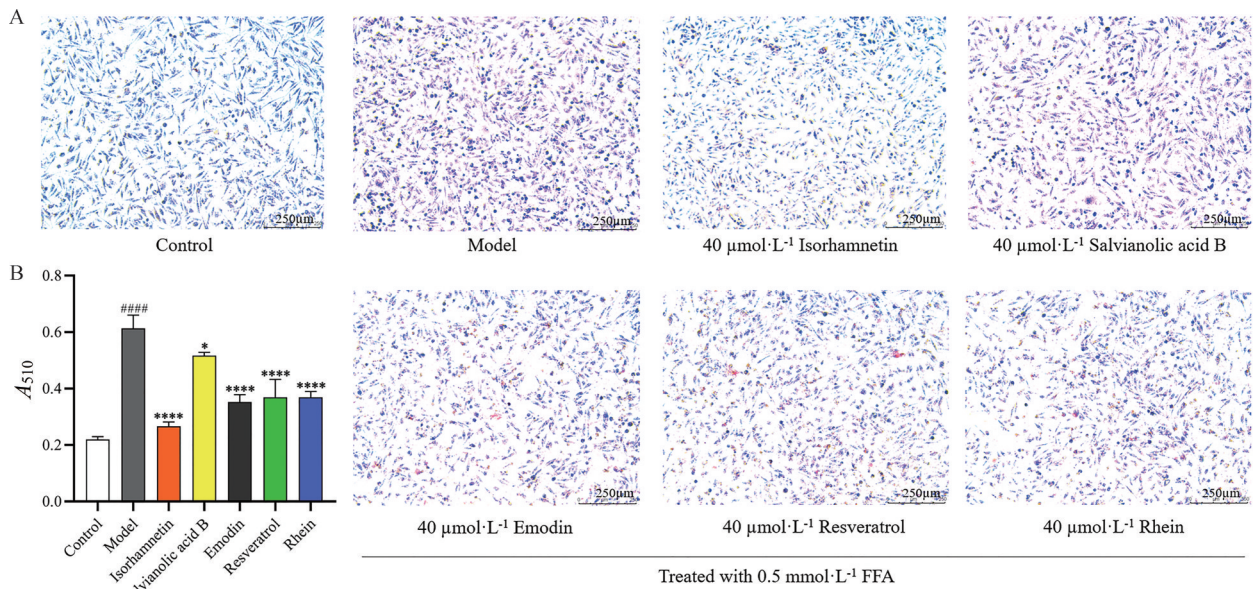 A
250μm
250μm
250μm
250μm
Control
Model
40 μmol·L⁻¹ Isorhamnetin
40 μmol·L⁻¹ Salvianolic acid B
B
0.8
0.6
0.4
0.2
0.0
A₅₁₀
####
****
*
****
****
****
Control
Model
Isorhamnetin
lvianolic acid B
Emodin
Resveratrol
Rhein
250μm
250μm
250μm
40 μmol·L⁻¹ Emodin
40 μmol·L⁻¹ Resveratrol
40 μmol·L⁻¹ Rhein
Treated with 0.5 mmol·L⁻¹ FFA